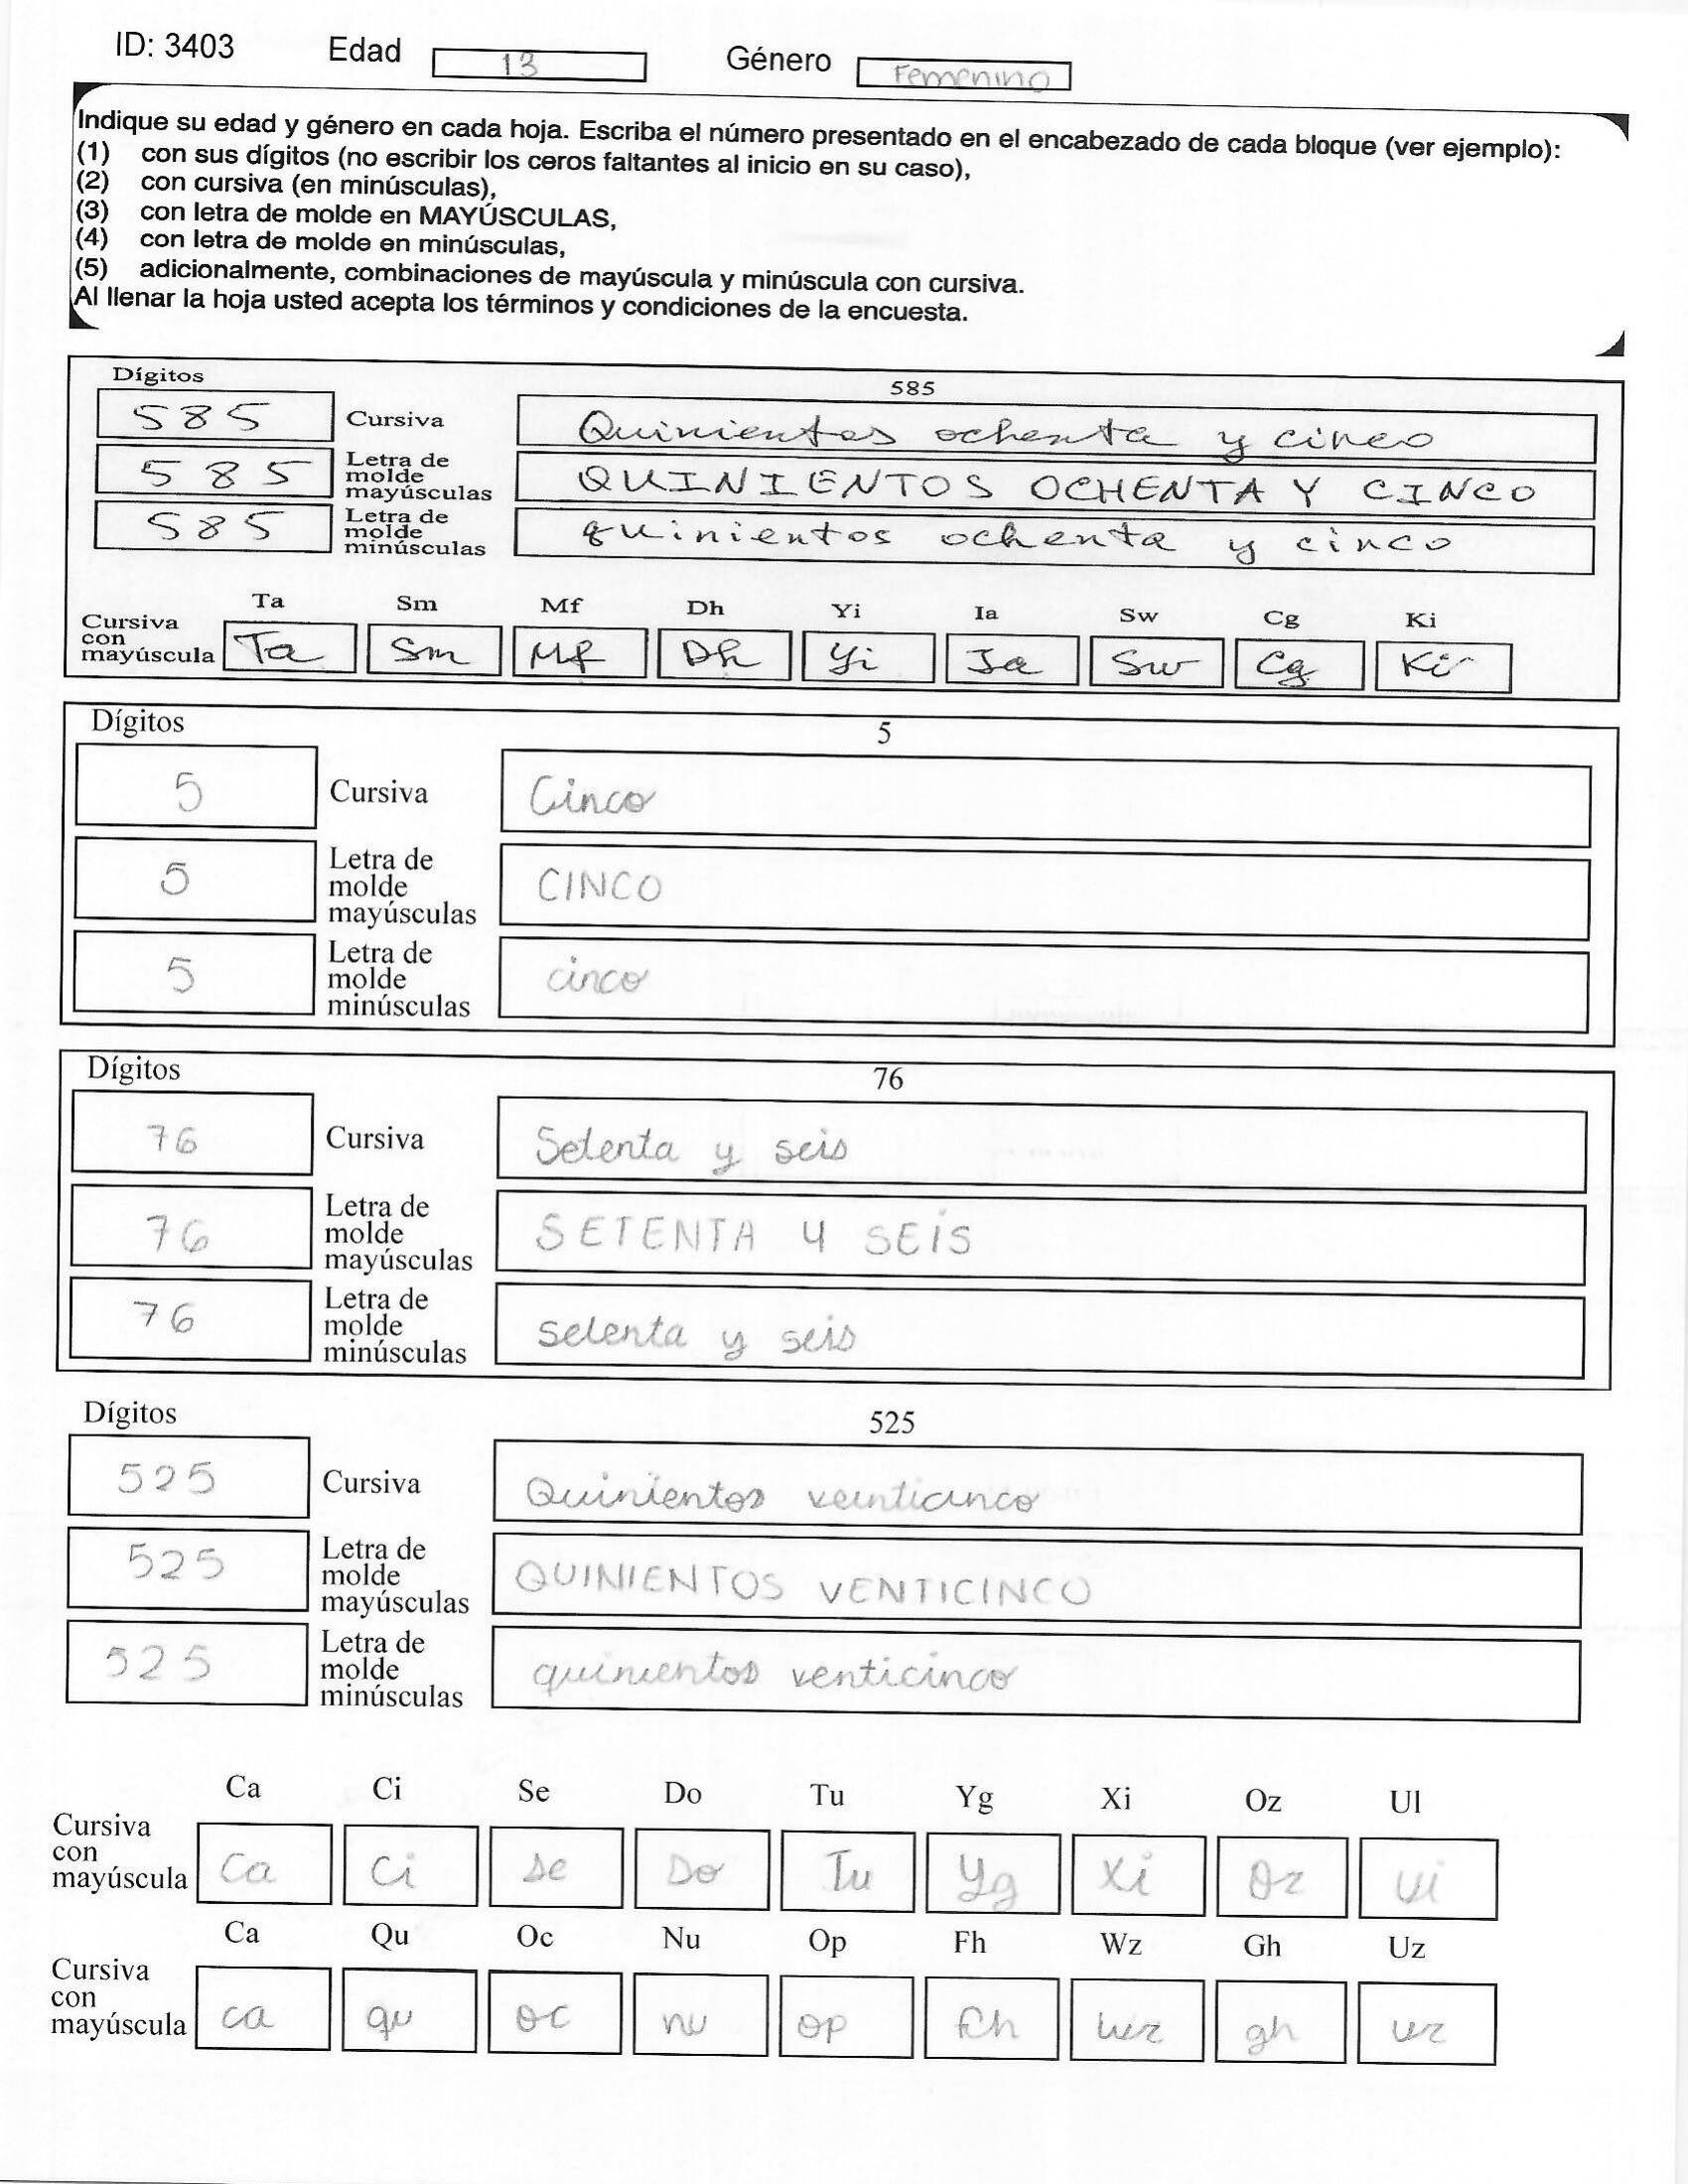 ID: 3403 Edad 13 Género Femenino
Indique su edad y género en cada hoja. Escriba el número presentado en el encabezado de cada bloque (ver ejemplo):
(1) con sus dígitos (no escribir los ceros faltantes al inicio en su caso),
(2) con cursiva (en minúsculas),
(3) con letra de molde en MAYÚSCULAS,
(4) con letra de molde en minúsculas,
(5) adicionalmente, combinaciones de mayúscula y minúscula con cursiva.
Al llenar la hoja usted acepta los términos y condiciones de la encuesta.
Dígitos 585
585 Cursiva Quinientos ochenta y cinco
585 Letra de molde mayúsculas QUINIENTOS OCHENTA Y CINCO
585 Letra de molde minúsculas quinientos ochenta y cinco
Ta Sm Mf Dh Yi Ia Sw Cg Ki
Cursiva con mayúscula Ta Sm Mf Dh Yi Ia Sw Cg Ki
Dígitos 5
5 Cursiva Cinco
5 Letra de molde mayúsculas CINCO
5 Letra de molde minúsculas cinco
Dígitos 76
76 Cursiva Setenta y seis
76 Letra de molde mayúsculas SETENTA Y SEIS
76 Letra de molde minúsculas setenta y seis
Dígitos 525
525 Cursiva Quinientos veinticinco
525 Letra de molde mayúsculas QUINIENTOS VENTICINCO
525 Letra de molde minúsculas quinientos venticinco
Ca Ci Se Do Tu Yg Xi Oz Ul
Cursiva con mayúscula Ca Ci Se Do Tu Yg Xi Oz Ui
Ca Qu Oc Nu Op Fh Wz Gh Uz
Cursiva con mayúscula ca qu oc nu op fh wz gh uz